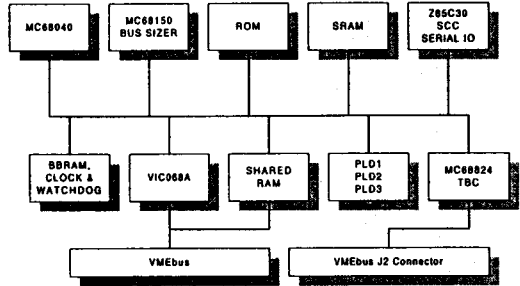 MC68040
MC68150
BUS SIZER
ROM
SRAM
Z85C30
SCC
SERIAL IO
BBRAM,
CLOCK &
WATCHDOG
VIC068A
SHARED
RAM
PLD1
PLD2
PLD3
MC68824
TBC
VMEbus
VMEbus J2 Connector